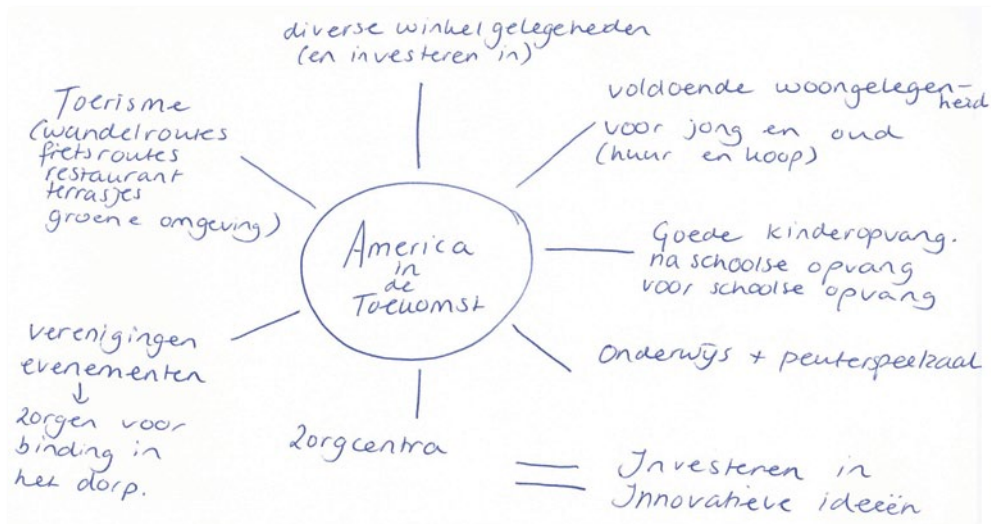 diverse winkelgelegeheden
(en investeren in)
voldoende woongelegen-
heid
voor jong en oud
(huur en koop)
Goede kinderopvang.
na schoolse opvang
voor schoolse opvang
Onderwijs + peuterspeelzaal
Investeren in
Innovatieve ideeën
Zorgcentra
verenigingen
evenementen
↓
zorgen voor
binding in
het dorp.
Toerisme
(wandelroutes
fietsroutes
restaurant
terrasjes
groene omgeving)
America
in
de
Toekomst